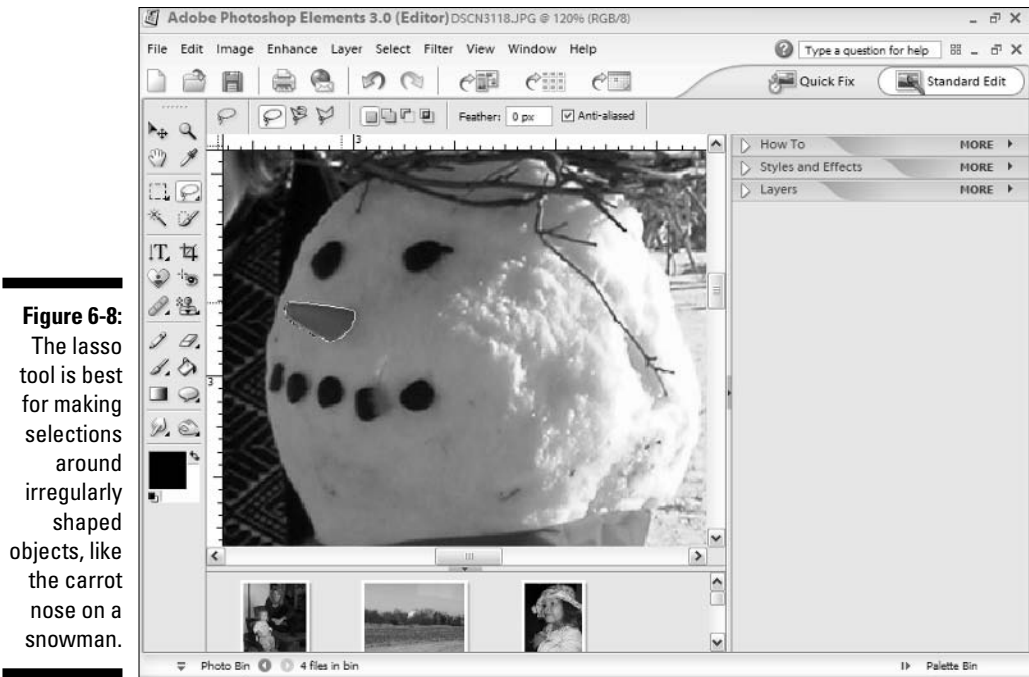 Adobe Photoshop Elements 3.0 (Editor) DSCN3118.JPG @ 120% (RGB/8)
File Edit Image Enhance Layer Select Filter View Window Help
Type a question for help
Quick Fix
Standard Edit
Feather: 0 px Anti-aliased
3
How To MORE
Styles and Effects MORE
Layers MORE
3
T
Photo Bin 4 files in bin
Palette Bin
Figure 6-8:
The lasso
tool is best
for making
selections
around
irregularly
shaped
objects, like
the carrot
nose on a
snowman.